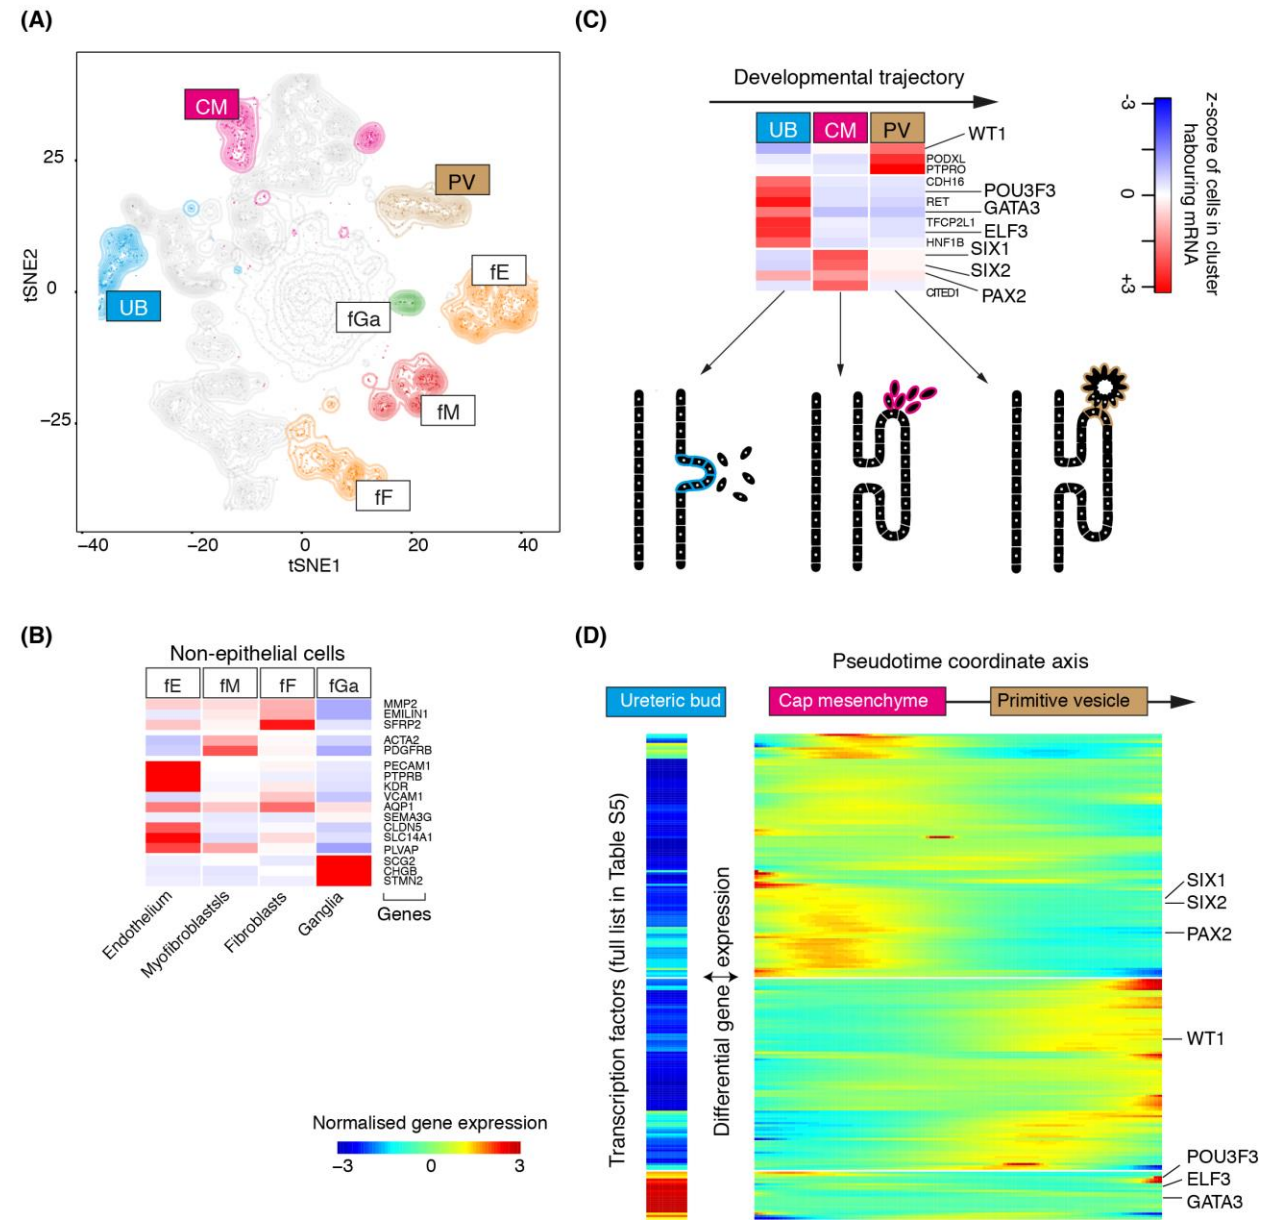 (A)
CM
PV
fE
fGa
UB
fM
fF
25
0
−25
tSNE2
−40
−20
0
20
40
tSNE1
(C)
Developmental trajectory
UB
CM
PV
WT1
PODXL
PTPRO
CDH16
POU3F3
RET
GATA3
TFCP2L1
ELF3
HNF1B
SIX1
SIX2
PAX2
CITED1
-3
0
+3
z-score of cells in cluster
habouring mRNA
(B)
Non-epithelial cells
fE
fM
fF
fGa
MMP2
EMILIN1
SFRP2
ACTA2
PDGFRB
PECAM1
PTPRB
KDR
VCAM1
AQP1
SEMA3G
CLDN5
SLC14A1
PLVAP
SCG2
CHGB
STMN2
Endothelium
Myofibroblastsls
Fibroblasts
Ganglia
Genes
Normalised gene expression
−3
0
3
(D)
Pseudotime coordinate axis
Ureteric bud
Cap mesenchyme
Primitive vesicle
Transcription factors (full list in Table S5)
Differential gene expression
SIX1
SIX2
PAX2
WT1
POU3F3
ELF3
GATA3